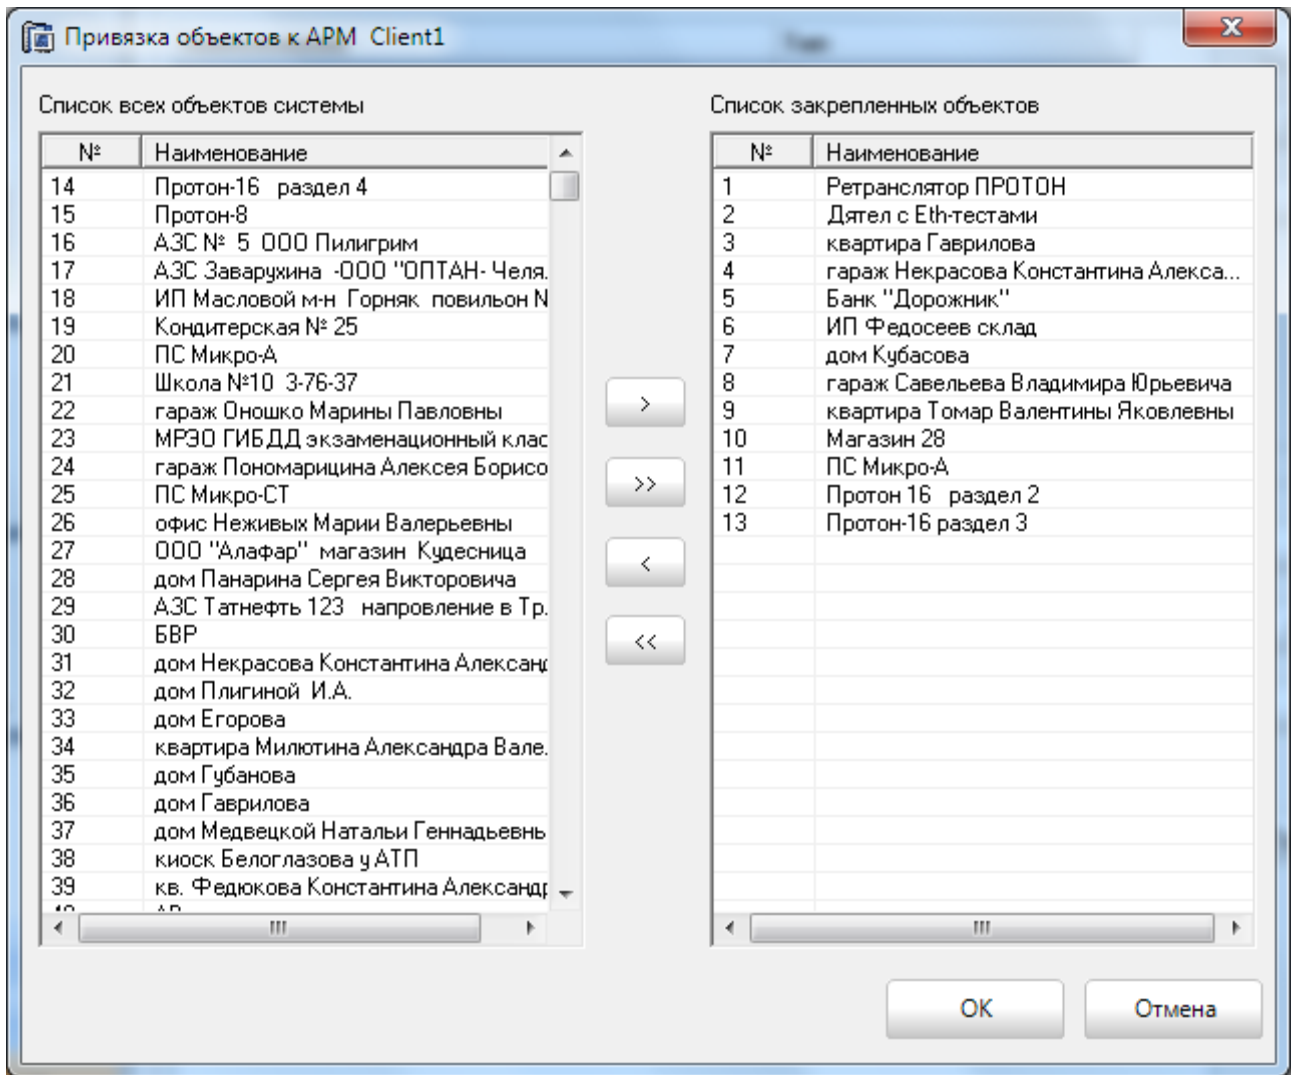 Привязка объектов к АРМ Client1
Список всех объектов системы
№ Наименование
14 Протон-16 раздел 4
15 Протон-8
16 АЗС № 5 ООО Пилигрим
17 АЗС Заварухина -ООО "ОПТАН- Челя.
18 ИП Масловой м-н Горняк повильон N
19 Кондитерская № 25
20 ПС Микро-А
21 Школа №10 3-76-37
22 гараж Оношко Марины Павловны
23 МРЭО ГИБДД экзаменационный клас
24 гараж Пономарицина Алексея Борисо
25 ПС Микро-СТ
26 офис Неживых Марии Валерьевны
27 ООО "Алафар" магазин Кудесница
28 дом Панарина Сергея Викторовича
29 АЗС Татнефть 123 напровление в Тр.
30 БВР
31 дом Некрасова Константина Александ
32 дом Плигиной И.А.
33 дом Егорова
34 квартира Милютина Александра Вале.
35 дом Губанова
36 дом Гаврилова
37 дом Медвецкой Натальи Геннадьевнь
38 киоск Белоглазова у АТП
39 кв. Федюкова Константина Александр
>
>>
<
<<
Список закрепленных объектов
№ Наименование
1 Ретранслятор ПРОТОН
2 Дятел с Eth-тестами
3 квартира Гаврилова
4 гараж Некрасова Константина Алекса...
5 Банк "Дорожник"
6 ИП Федосеев склад
7 дом Кубасова
8 гараж Савельева Владимира Юрьевича
9 квартира Томар Валентины Яковлевны
10 Магазин 28
11 ПС Микро-А
12 Протон 16 раздел 2
13 Протон-16 раздел 3
OK Отмена